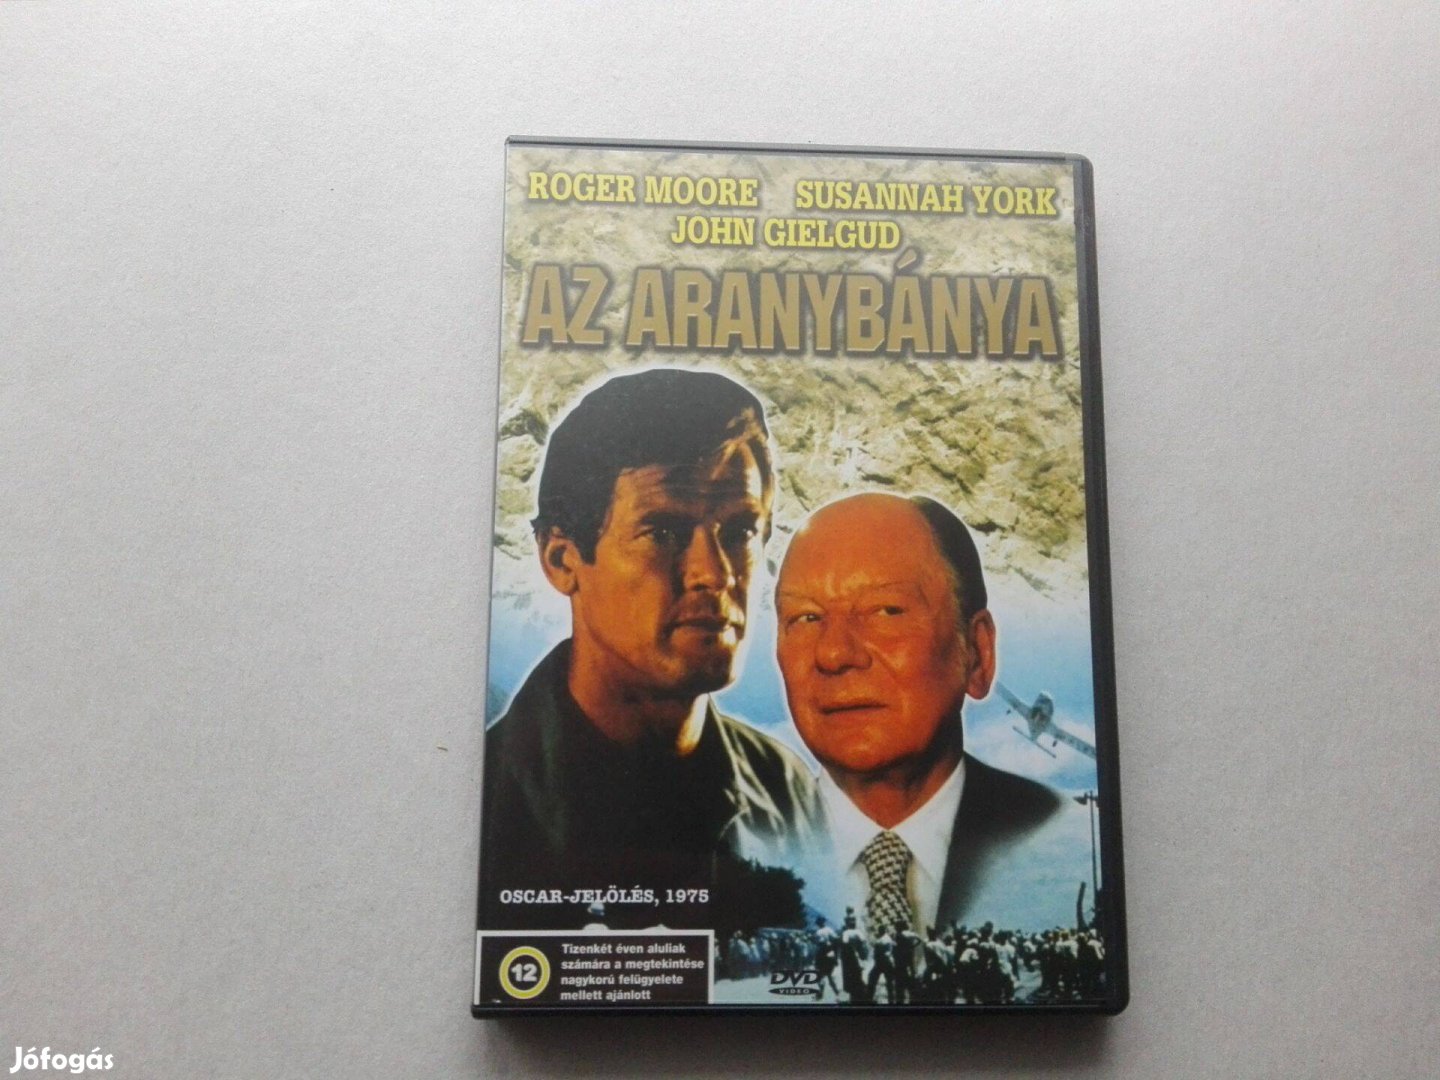 ROGER MOORE SUSANNAH YORK
JOHN GIELGUD
AZ ARANYBÁNYA
OSCAR-JELÖLÉS, 1975
12
Tizenkét éven aluliak
számára a megtekintése
nagykorú felügyelete
mellett ajánlott
DVD
VIDEO
Jófogás